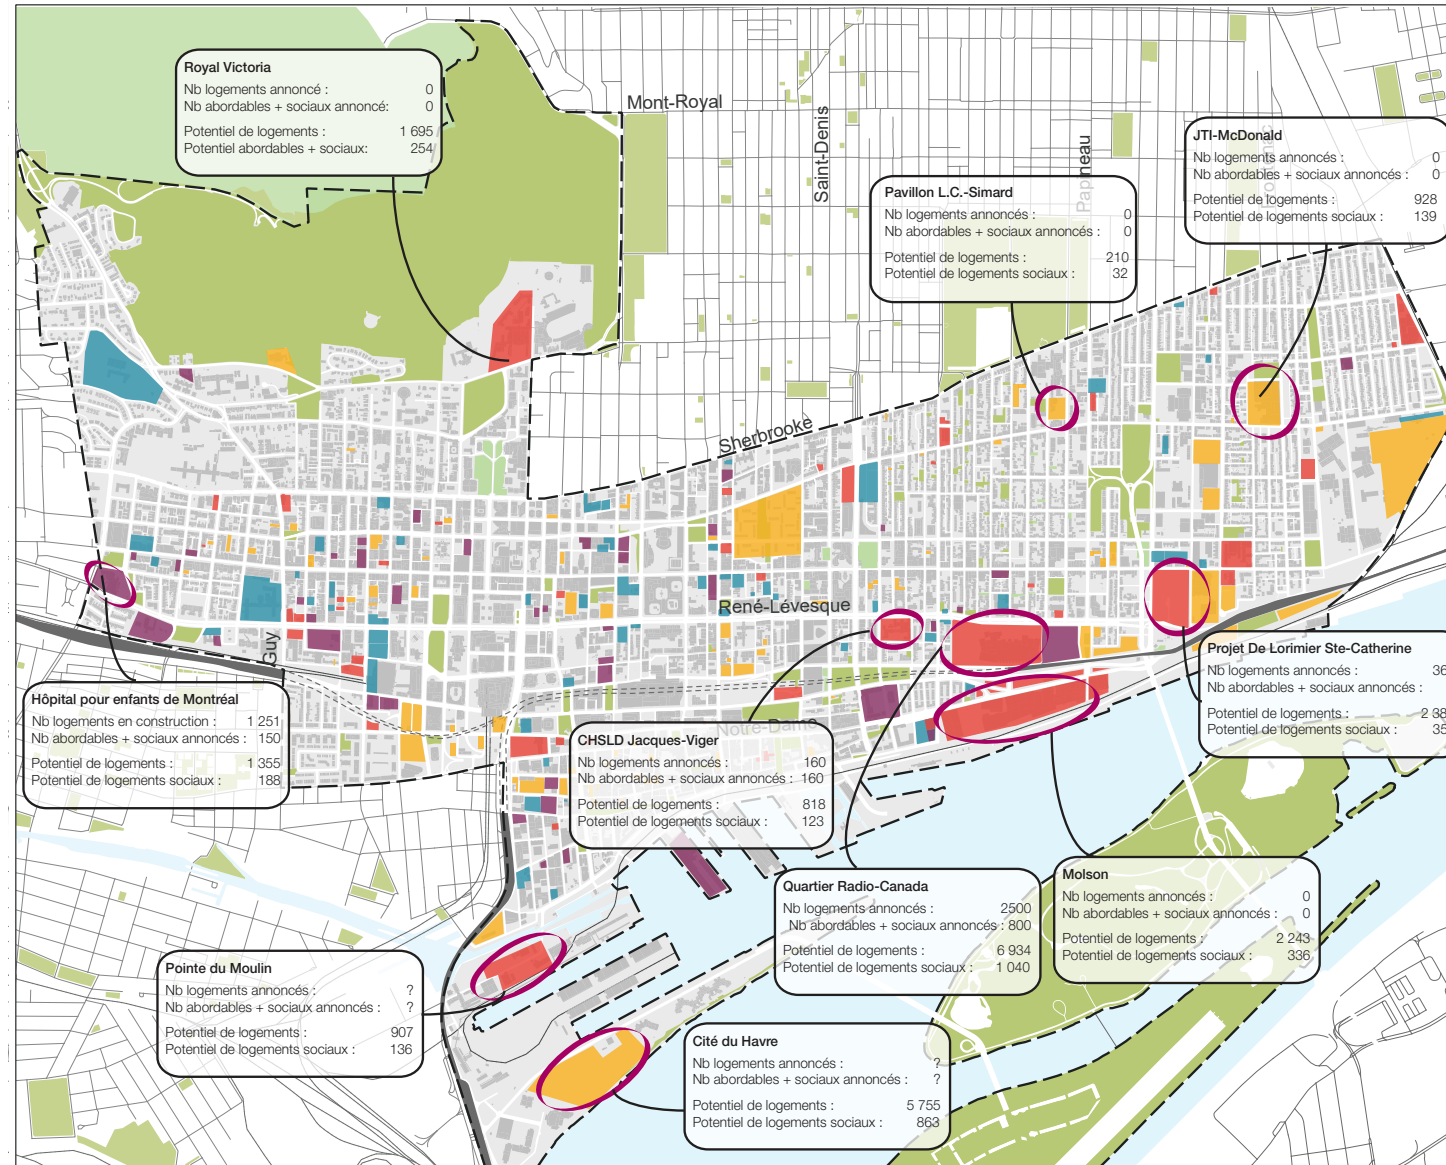 Royal Victoria
Nb logements annoncé : 0
Nb abordables + sociaux annoncé: 0
Potentiel de logements : 1 695
Potentiel abordables + sociaux: 254
Mont-Royal
Saint-Denis
Papineau
JTI-McDonald
Nb logements annoncés : 0
Nb abordables + sociaux annoncés : 0
Potentiel de logements : 928
Potentiel de logements sociaux : 139
Pavillon L.C.-Simard
Nb logements annoncés : 0
Nb abordables + sociaux annoncés : 0
Potentiel de logements : 210
Potentiel de logements sociaux : 32
Sherbrooke
René-Lévesque
Guy
Notre-Dame
Hôpital pour enfants de Montréal
Nb logements en construction : 1 251
Nb abordables + sociaux annoncés : 150
Potentiel de logements : 1 355
Potentiel de logements sociaux : 188
CHSLD Jacques-Viger
Nb logements annoncés : 160
Nb abordables + sociaux annoncés : 160
Potentiel de logements : 818
Potentiel de logements sociaux : 123
Projet De Lorimier Ste-Catherine
Nb logements annoncés : 36
Nb abordables + sociaux annoncés :
Potentiel de logements : 2 38
Potentiel de logements sociaux : 35
Quartier Radio-Canada
Nb logements annoncés : 2500
Nb abordables + sociaux annoncés : 800
Potentiel de logements : 6 934
Potentiel de logements sociaux : 1 040
Molson
Nb logements annoncés : 0
Nb abordables + sociaux annoncés : 0
Potentiel de logements : 2 243
Potentiel de logements sociaux : 336
Pointe du Moulin
Nb logements annoncés : ?
Nb abordables + sociaux annoncés : ?
Potentiel de logements : 907
Potentiel de logements sociaux : 136
Cité du Havre
Nb logements annoncés : ?
Nb abordables + sociaux annoncés : ?
Potentiel de logements : 5 755
Potentiel de logements sociaux : 863